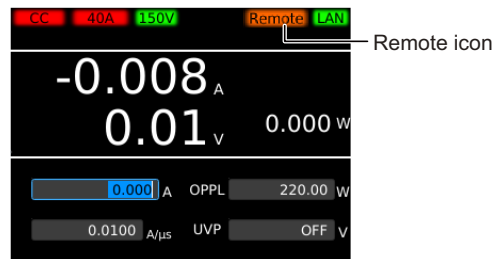 CC 40A 150V Remote LAN
Remote icon
-0.008 A
0.01 V 0.000 W
0.000 A OPPL 220.00 W
0.0100 A/µs UVP OFF V